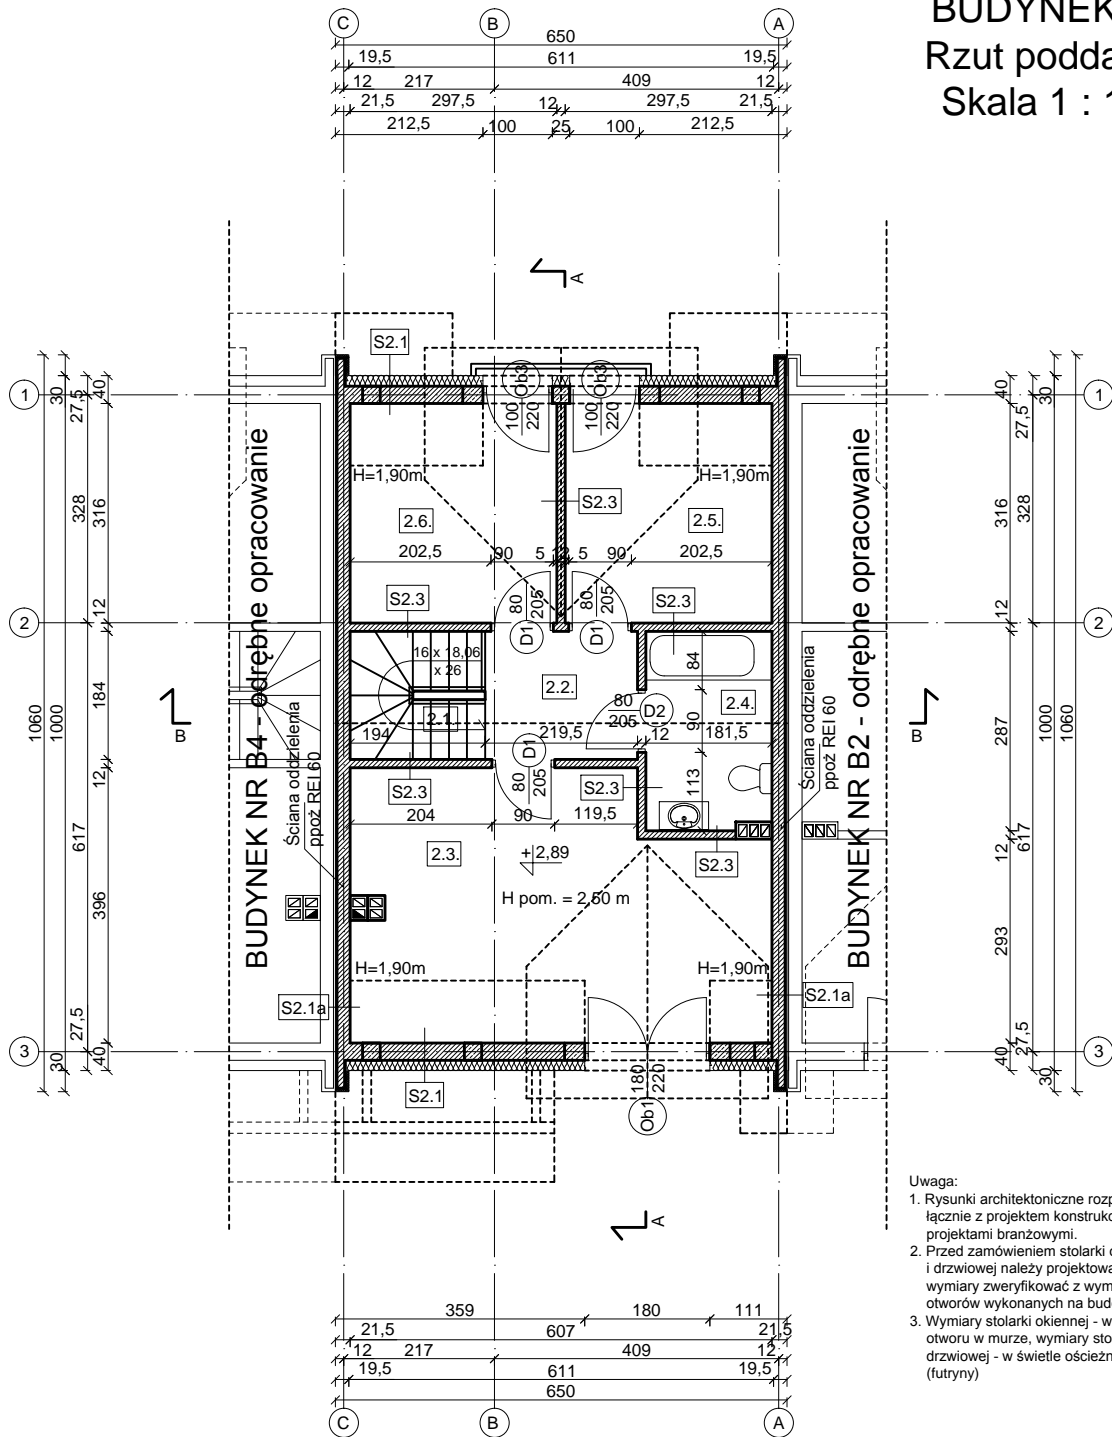 BUDYNEK
Rzut podda
Skala 1 : 1
C
B
A
650
19,5
611
19,5
12
217
409
12
21,5
297,5
12
297,5
21,5
212,5
100
25
100
212,5
A
S2.1
Ob3
Ob3
100
220
100
220
1
1
30
40
27,5
40
30
27,5
H=1,90m
H=1,90m
S2.3
2.6.
2.5.
328
316
316
328
202,5
90
5
12
5
90
202,5
S2.3
80
205
80
205
S2.3
12
12
2
2
D1
D1
16 x 18,06
x 26
84
2.2.
2.4.
80
205
D2
2.1.
90
184
B
B
194
219,5
12
181,5
D1
1060
1000
287
1000
1060
12
S2.3
80
205
S2.3
113
204
90
119,5
617
617
2.3.
+2,89
S2.3
12
396
H pom. = 2,50 m
293
H=1,90m
H=1,90m
S2.1a
S2.1a
27,5
27,5
3
3
40
30
40
30
S2.1
180
220
Ob1
BUDYNEK NR B4 - odrębne opracowanie
Ściana oddzielenia
ppoż REI 60
Ściana oddzielenia
ppoż REI 60
BUDYNEK NR B2 - odrębne opracowanie
A
359
180
111
21,5
607
21,5
12
217
409
12
19,5
611
19,5
650
C
B
A
Uwaga:
1. Rysunki architektoniczne rozp
łącznie z projektem konstruk
projektami branżowymi.
2. Przed zamówieniem stolarki o
i drzwiowej należy projektowa
wymiary zweryfikować z wym
otworów wykonanych na bud
3. Wymiary stolarki okiennej - w
otworu w murze, wymiary sto
drzwiowej - w świetle ościeżn
(futryny)